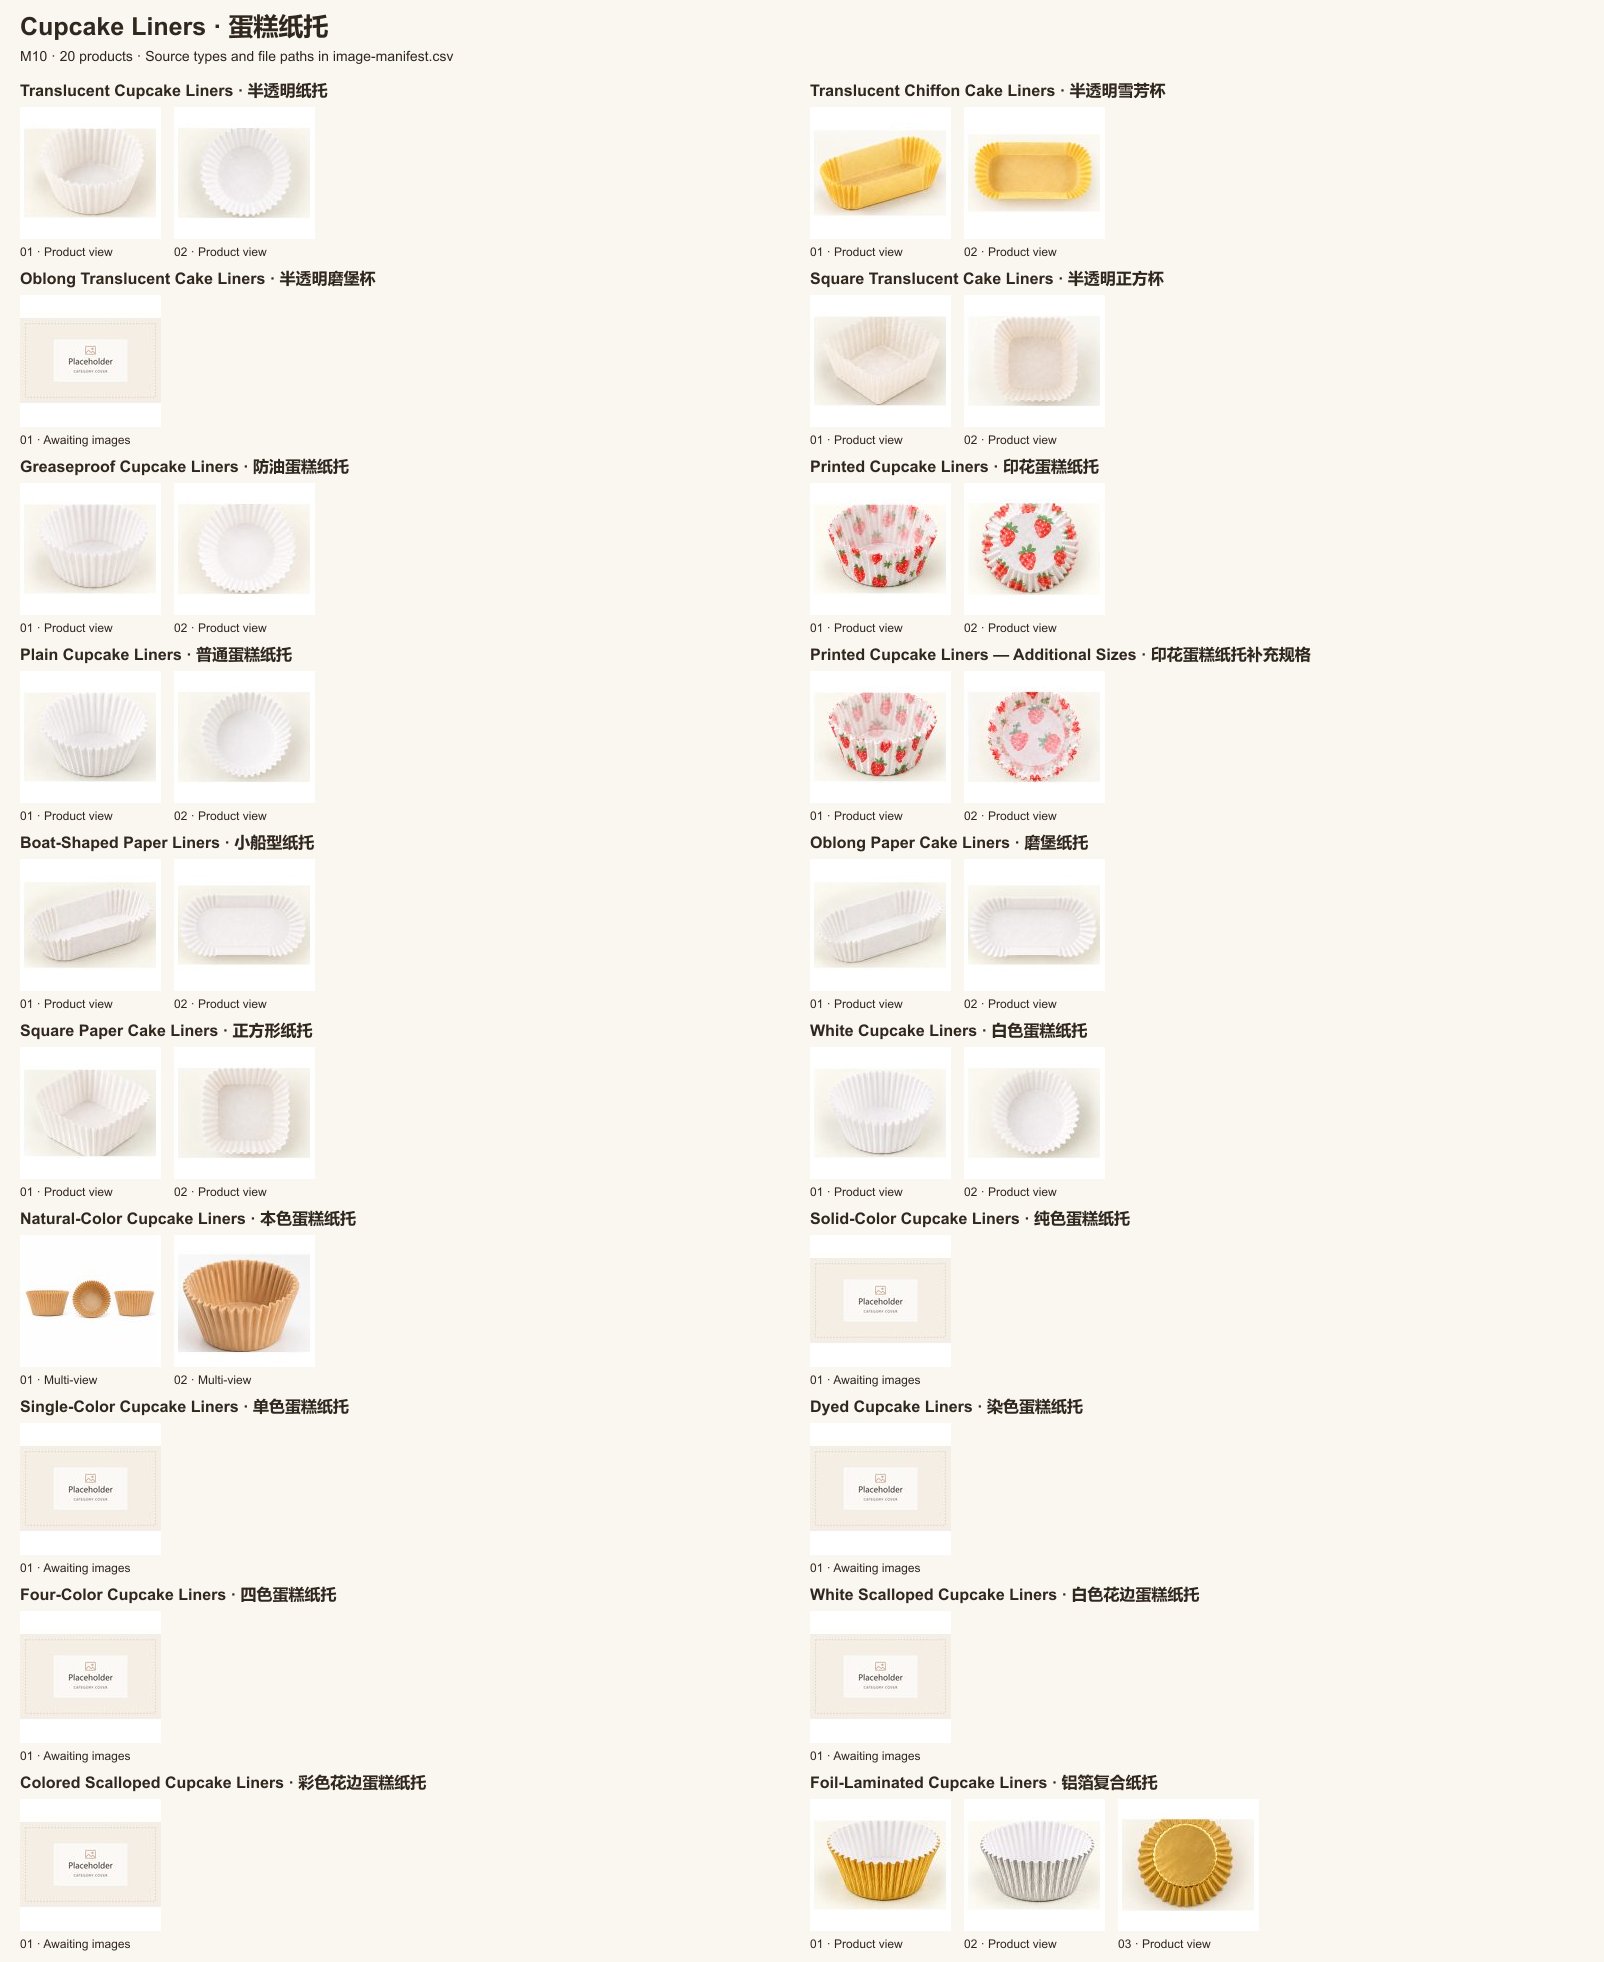 Cupcake Liners · 蛋糕纸托
M10 · 20 products · Source types and file paths in image-manifest.csv
Translucent Cupcake Liners · 半透明纸托
01 · Product view
02 · Product view
Translucent Chiffon Cake Liners · 半透明雪芳杯
01 · Product view
02 · Product view
Oblong Translucent Cake Liners · 半透明磨堡杯
Placeholder
CATEGORY COVER
01 · Awaiting images
Square Translucent Cake Liners · 半透明正方杯
01 · Product view
02 · Product view
Greaseproof Cupcake Liners · 防油蛋糕纸托
01 · Product view
02 · Product view
Printed Cupcake Liners · 印花蛋糕纸托
01 · Product view
02 · Product view
Plain Cupcake Liners · 普通蛋糕纸托
01 · Product view
02 · Product view
Printed Cupcake Liners — Additional Sizes · 印花蛋糕纸托补充规格
01 · Product view
02 · Product view
Boat-Shaped Paper Liners · 小船型纸托
01 · Product view
02 · Product view
Oblong Paper Cake Liners · 磨堡纸托
01 · Product view
02 · Product view
Square Paper Cake Liners · 正方形纸托
01 · Product view
02 · Product view
White Cupcake Liners · 白色蛋糕纸托
01 · Product view
02 · Product view
Natural-Color Cupcake Liners · 本色蛋糕纸托
01 · Multi-view
02 · Multi-view
Solid-Color Cupcake Liners · 纯色蛋糕纸托
Placeholder
CATEGORY COVER
01 · Awaiting images
Single-Color Cupcake Liners · 单色蛋糕纸托
Placeholder
CATEGORY COVER
01 · Awaiting images
Dyed Cupcake Liners · 染色蛋糕纸托
Placeholder
CATEGORY COVER
01 · Awaiting images
Four-Color Cupcake Liners · 四色蛋糕纸托
Placeholder
CATEGORY COVER
01 · Awaiting images
White Scalloped Cupcake Liners · 白色花边蛋糕纸托
Placeholder
CATEGORY COVER
01 · Awaiting images
Colored Scalloped Cupcake Liners · 彩色花边蛋糕纸托
Placeholder
CATEGORY COVER
01 · Awaiting images
Foil-Laminated Cupcake Liners · 铝箔复合纸托
01 · Product view
02 · Product view
03 · Product view